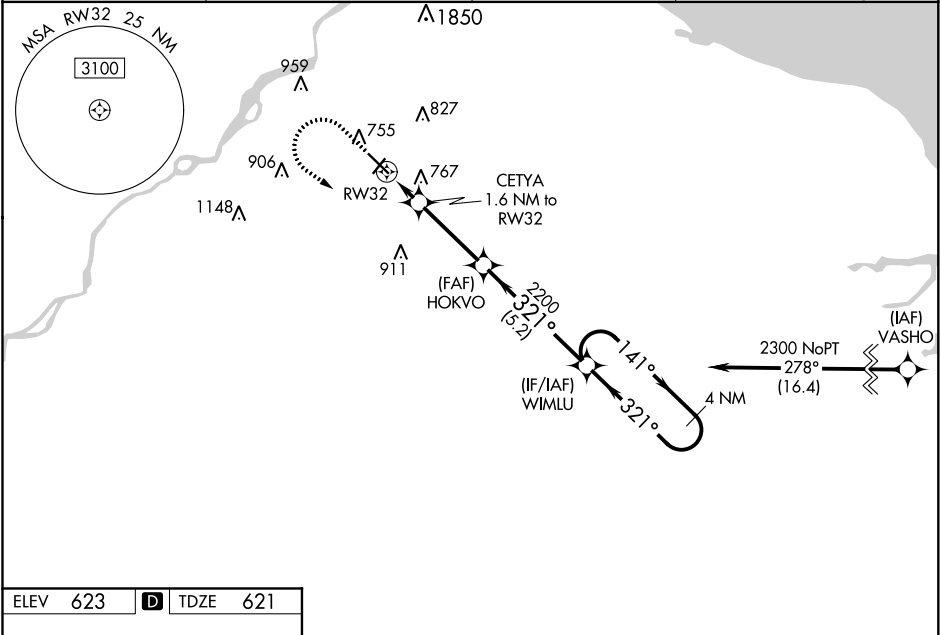 MSA RW32 25 NM
3100
1850
959
827
755
906
767
RW32
CETYA
1.6 NM to
RW32
1148
911
(FAF)
HOKVO
2200
321°
(5.2)
(IAF)
VASHO
2300 NoPT
278°
(16.4)
141°
(IF/IAF)
WIMLU
321°
4 NM
ELEV 623 D TDZE 621